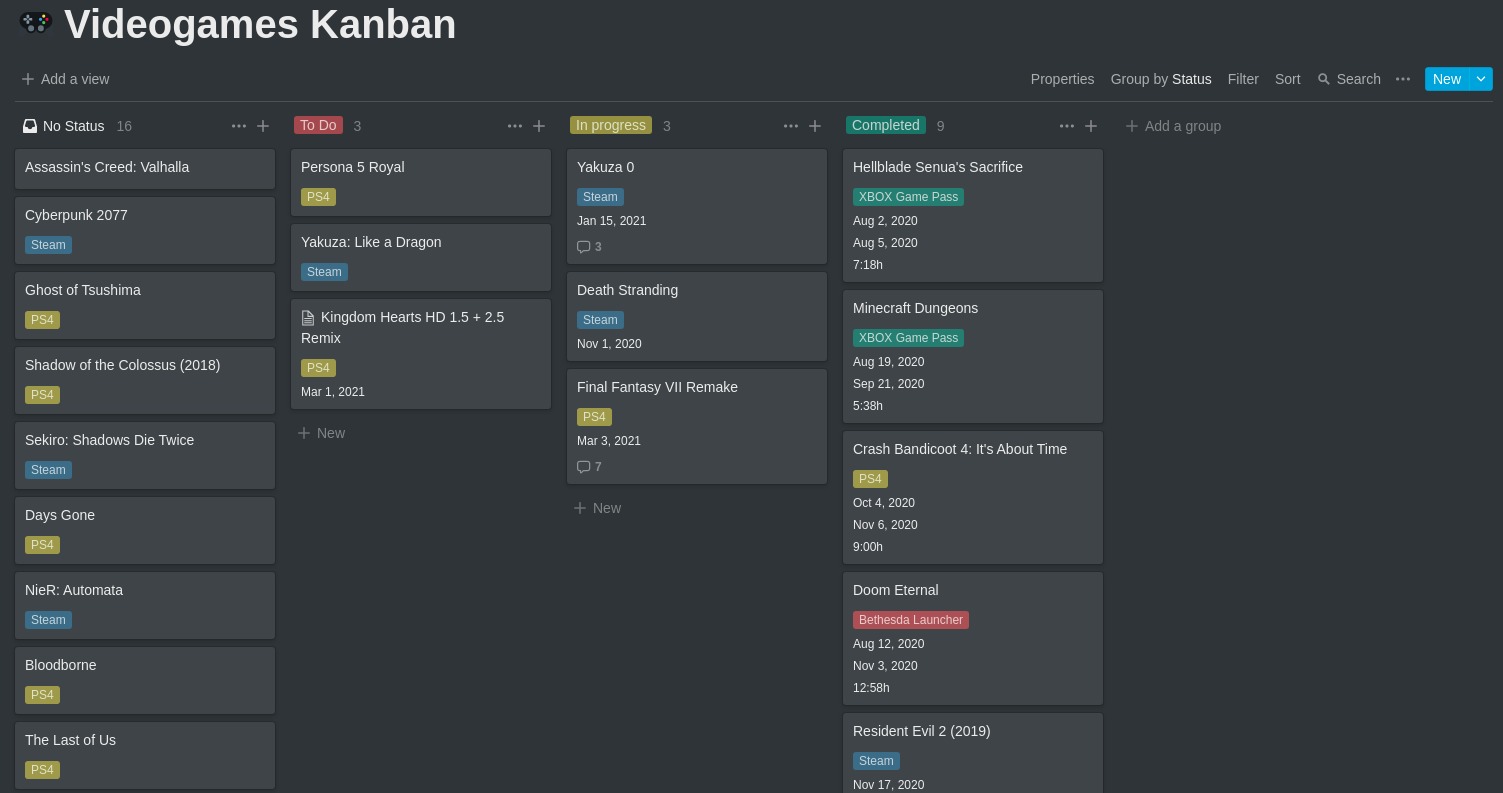 Videogames Kanban
Add a view
Properties Group by Status Filter Sort Search New
No Status 16
Assassin's Creed: Valhalla
Cyberpunk 2077
Steam
Ghost of Tsushima
PS4
Shadow of the Colossus (2018)
PS4
Sekiro: Shadows Die Twice
Steam
Days Gone
PS4
NieR: Automata
Steam
Bloodborne
PS4
The Last of Us
PS4
To Do 3
Persona 5 Royal
PS4
Yakuza: Like a Dragon
Steam
Kingdom Hearts HD 1.5 + 2.5
Remix
PS4
Mar 1, 2021
New
In progress 3
Yakuza 0
Steam
Jan 15, 2021
3
Death Stranding
Steam
Nov 1, 2020
Final Fantasy VII Remake
PS4
Mar 3, 2021
7
New
Completed 9
Hellblade Senua's Sacrifice
XBOX Game Pass
Aug 2, 2020
Aug 5, 2020
7:18h
Minecraft Dungeons
XBOX Game Pass
Aug 19, 2020
Sep 21, 2020
5:38h
Crash Bandicoot 4: It's About Time
PS4
Oct 4, 2020
Nov 6, 2020
9:00h
Doom Eternal
Bethesda Launcher
Aug 12, 2020
Nov 3, 2020
12:58h
Resident Evil 2 (2019)
Steam
Nov 17, 2020
Add a group